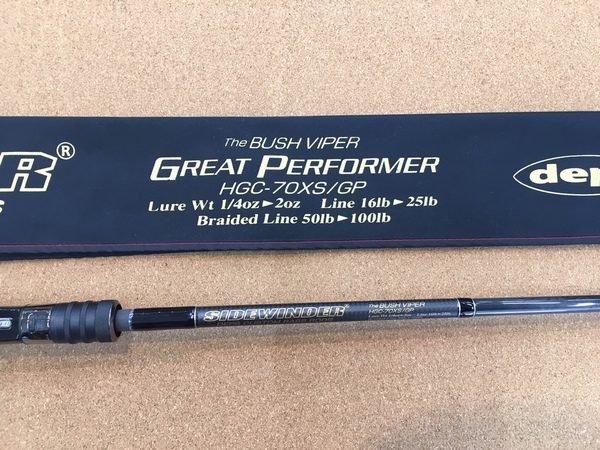 R®
S
The BUSH VIPER
GREAT PERFORMER
HGC-70XS/GP
Lure Wt 1/4oz►2oz Line 16lb►25lb
Braided Line 50lb►100lb
dep
SIDEWINDER®
The BUSH VIPER
HGC-70XS/GP